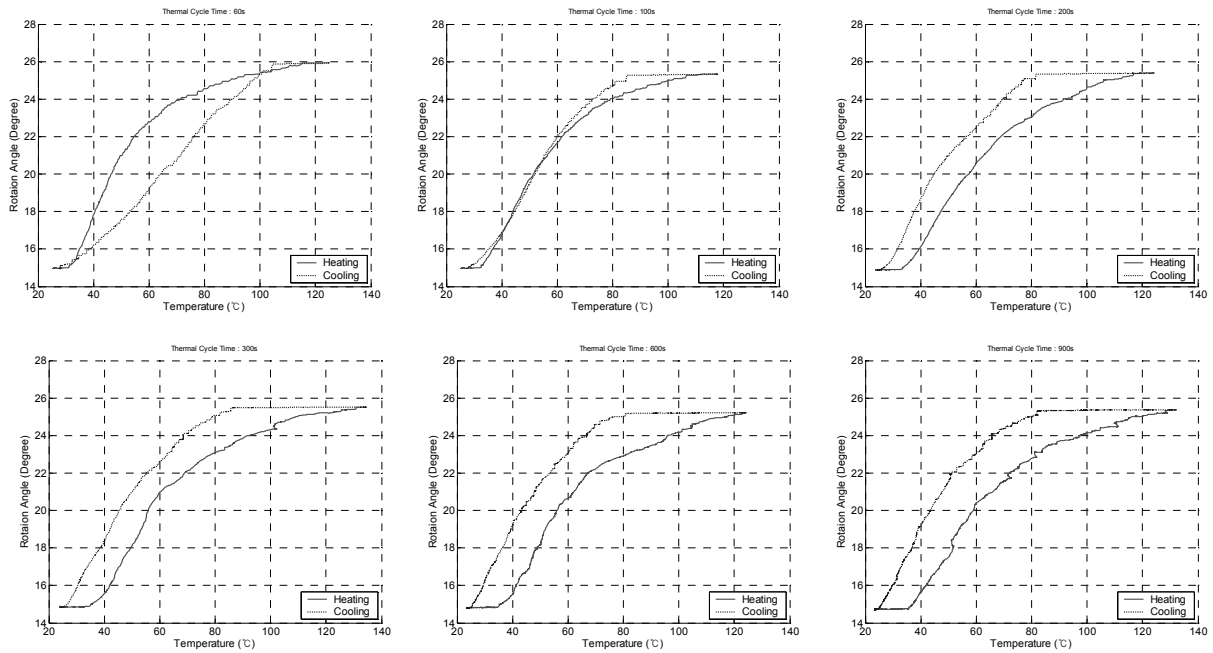 Thermal Cycle Time : 60s
28
26
24
22
20
18
16
14
20 40 60 80 100 120 140
Rotaion Angle (Degree)
Temperature (℃)
Heating
Cooling
Thermal Cycle Time : 100s
28
26
24
22
20
18
16
14
20 40 60 80 100 120 140
Rotaion Angle (Degree)
Temperature (℃)
Heating
Cooling
Thermal Cycle Time : 200s
28
26
24
22
20
18
16
14
20 40 60 80 100 120 140
Rotaion Angle (Degree)
Temperature (℃)
Heating
Cooling
Thermal Cycle Time : 300s
28
26
24
22
20
18
16
14
20 40 60 80 100 120 140
Rotaion Angle (Degree)
Temperature (℃)
Heating
Cooling
Thermal Cycle Time : 600s
28
26
24
22
20
18
16
14
20 40 60 80 100 120 140
Rotaion Angle (Degree)
Temperature (℃)
Heating
Cooling
Thermal Cycle Time : 900s
28
26
24
22
20
18
16
14
20 40 60 80 100 120 140
Rotaion Angle (Degree)
Temperature (℃)
Heating
Cooling